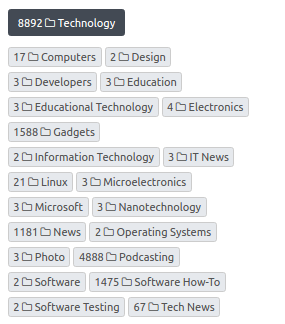 8892 Technology
17 Computers 2 Design
3 Developers 3 Education
3 Educational Technology 4 Electronics
1588 Gadgets
2 Information Technology 3 IT News
21 Linux 3 Microelectronics
3 Microsoft 3 Nanotechnology
1181 News 2 Operating Systems
3 Photo 4888 Podcasting
2 Software 1475 Software How-To
2 Software Testing 67 Tech News